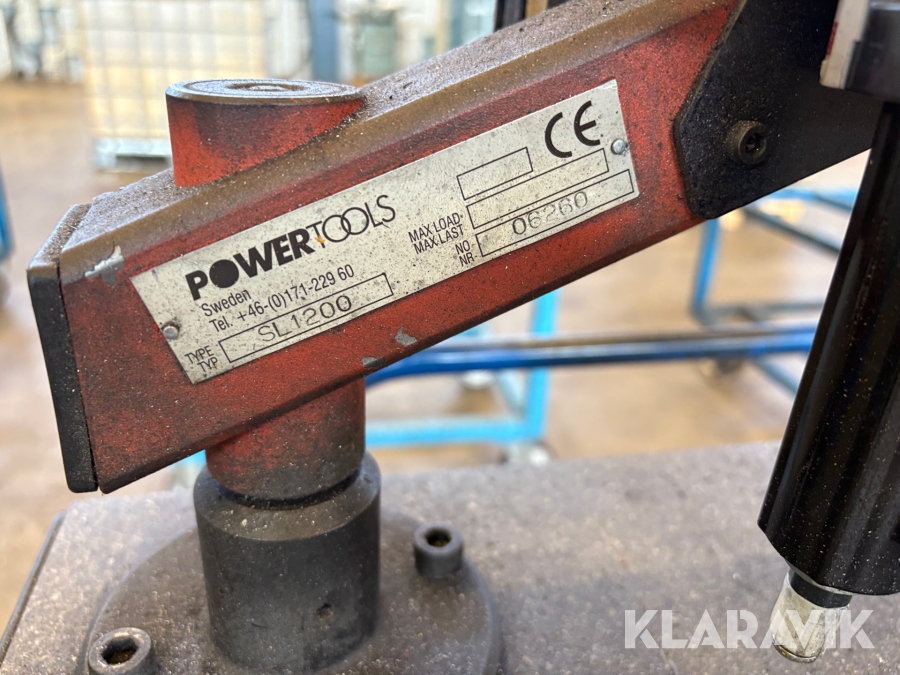 POWERTOOLS
Sweden
Tel. +46-(0)171-229 60
TYPE
TYP
SL1200
CE
MAX LOAD:
MAX LAST
NO
NR.
06260
KLARAVIK